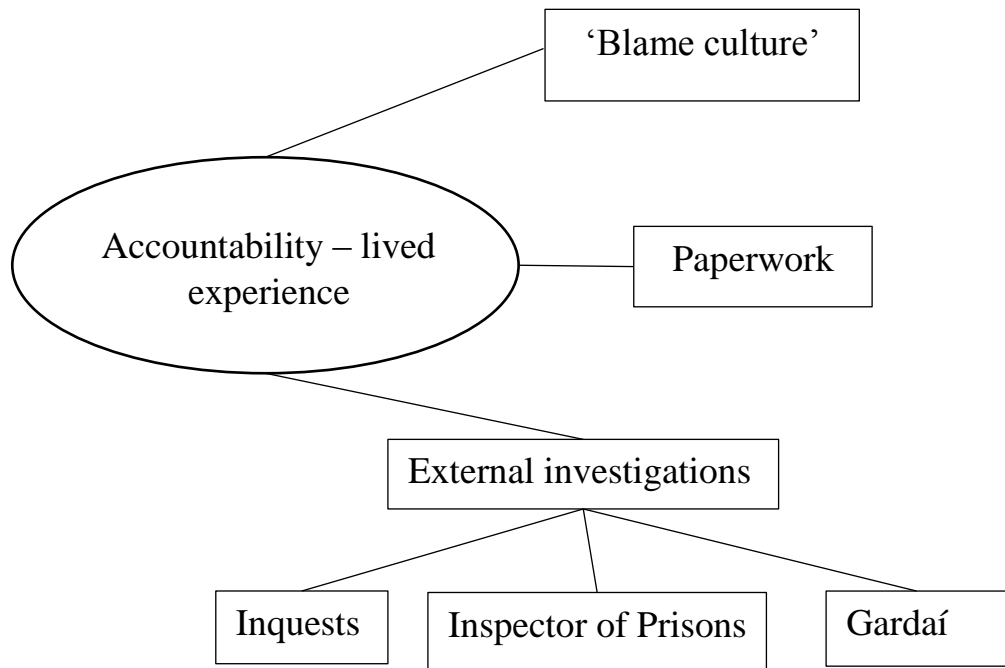 ‘Blame culture’
Accountability – lived
experience
Paperwork
External investigations
Inquests
Inspector of Prisons
Gardaí